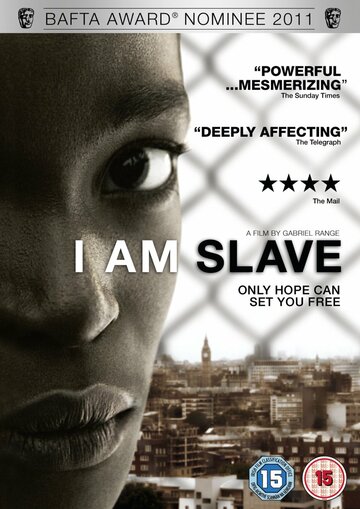 BAFTA AWARD® NOMINEE 2011
“POWERFUL
...MESMERIZING”
The Sunday Times
“DEEPLY AFFECTING”
The Telegraph
The Mail
A FILM BY GABRIEL RANGE
I AM SLAVE
ONLY HOPE CAN
SET YOU FREE
15
15